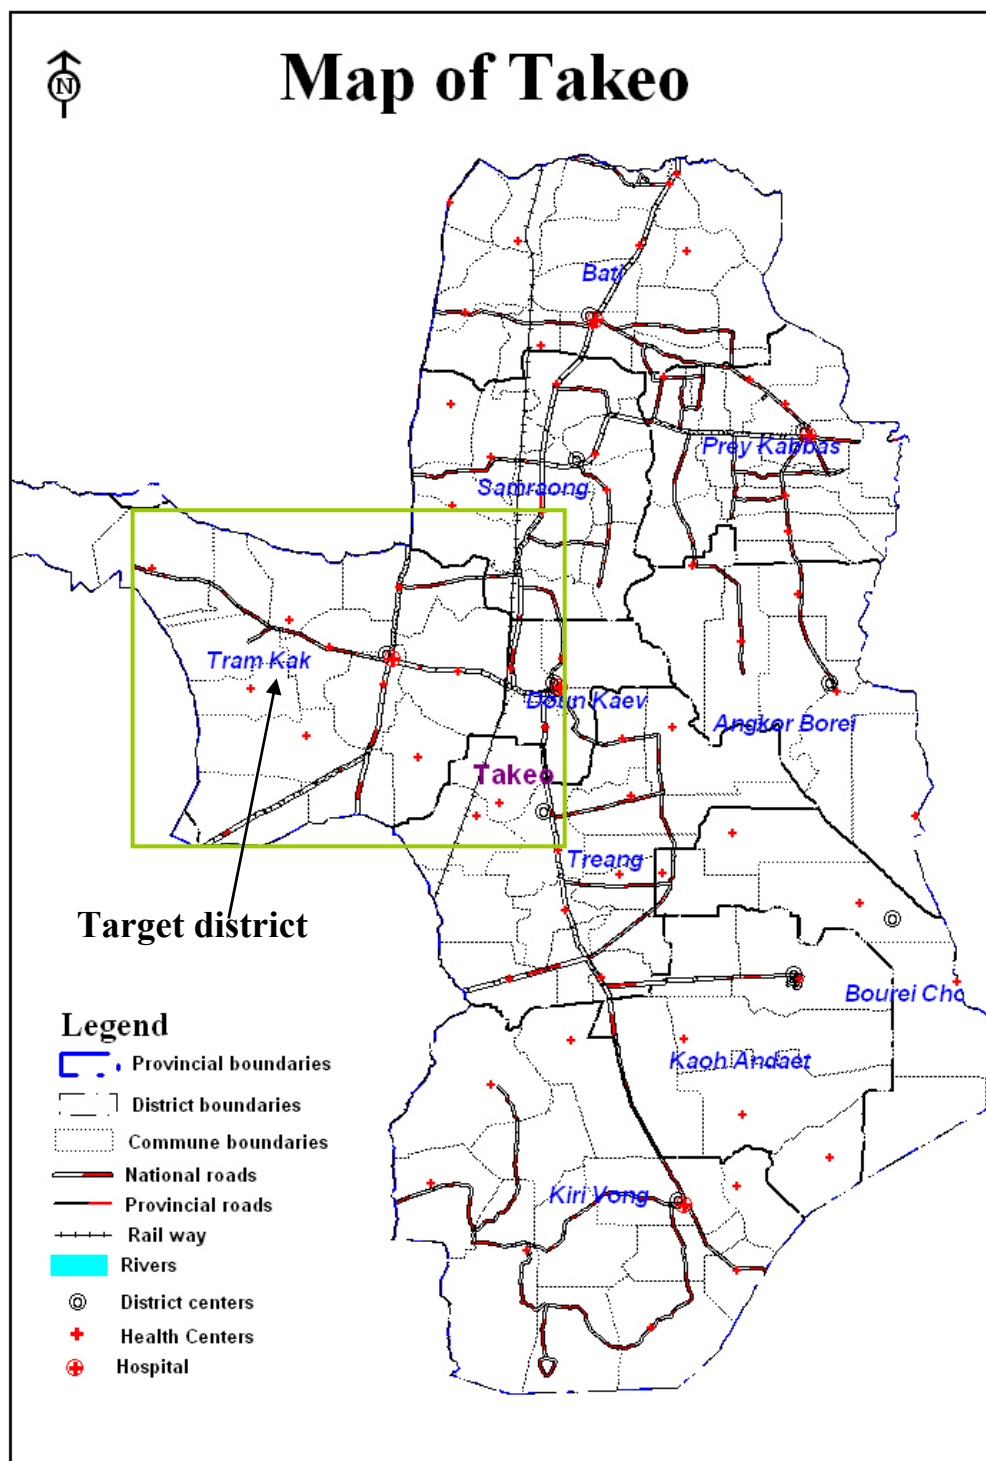 Map of Takeo
N
Bati
Prey Kabbas
Samraong
Tram Kak
Doun Kaev
Angkor Borei
Takeo
Treang
Target district
Bourei Cho
Kaoh Andaet
Kiri Vong
Legend
Provincial boundaries
District boundaries
Commune boundaries
National roads
Provincial roads
Rail way
Rivers
District centers
Health Centers
Hospital